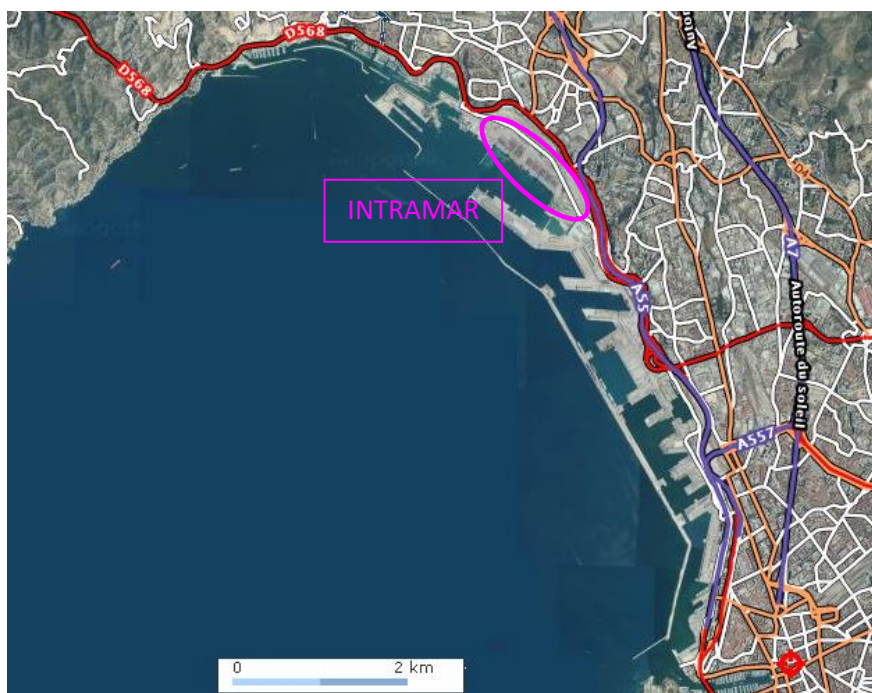 D568
D568
INTRAMAR
A7
A55
Autoroute du soleil
A557
0 2 km